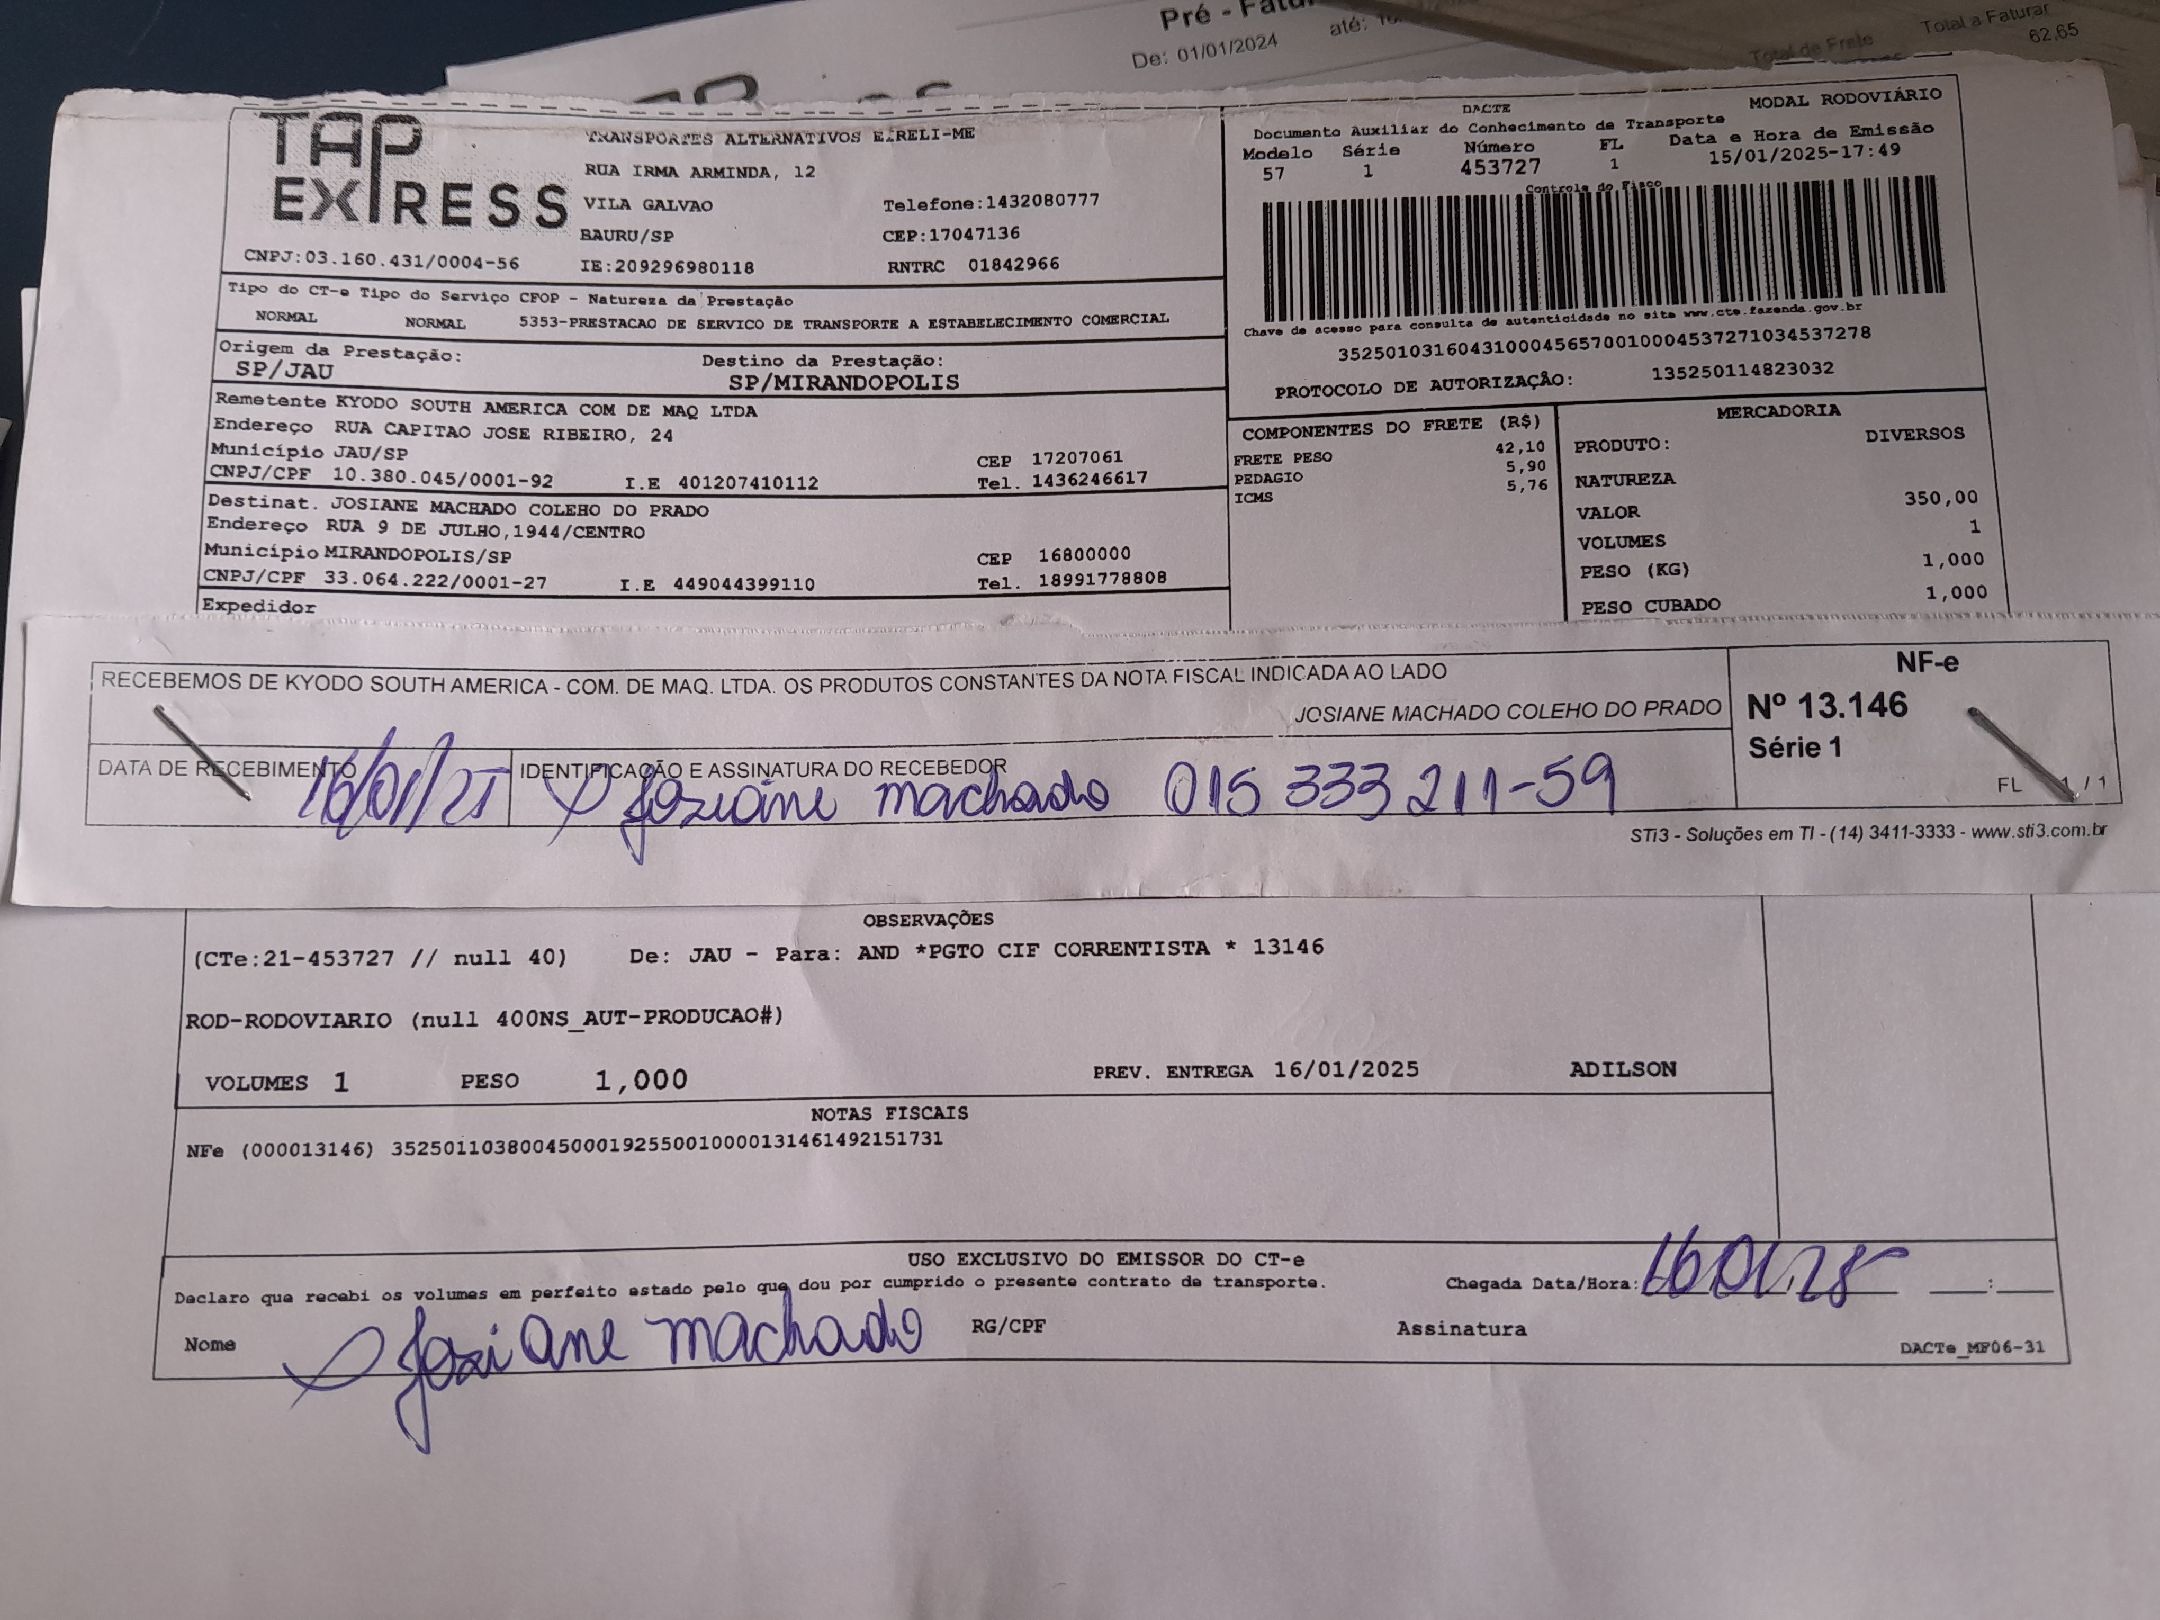 Pré - Fatur
De: 01/01/2024 até:
Total de Frete Total a Faturar
62,65
TAP EXPRESS
TRANSPORTES ALTERNATIVOS EIRELI-ME
RUA IRMA ARMINDA, 12
VILA GALVAO Telefone:1432080777
BAURU/SP CEP:17047136
CNPJ:03.160.431/0004-56 IE:209296980118 RNTRC 01842966
DACTE MODAL RODOVIÁRIO
Documento Auxiliar do Conhecimento de Transporte
Modelo Série Número FL Data e Hora de Emissão
57 1 453727 1 15/01/2025-17:49
Controle do Fisco
Chave de acesso para consulta de autenticidade no site www.cte.fazenda.gov.br
35250103160431000456570010004537271034537278
PROTOCOLO DE AUTORIZAÇÃO: 135250114823032
Tipo do CT-e Tipo do Serviço CFOP - Natureza da Prestação
NORMAL NORMAL 5353-PRESTACAO DE SERVICO DE TRANSPORTE A ESTABELECIMENTO COMERCIAL
Origem da Prestação: Destino da Prestação:
SP/JAU SP/MIRANDOPOLIS
Remetente KYODO SOUTH AMERICA COM DE MAQ LTDA
Endereço RUA CAPITAO JOSE RIBEIRO, 24
Município JAU/SP CEP 17207061
CNPJ/CPF 10.380.045/0001-92 I.E 401207410112 Tel. 1436246617
Destinat. JOSIANE MACHADO COLEHO DO PRADO
Endereço RUA 9 DE JULHO,1944/CENTRO
Município MIRANDOPOLIS/SP CEP 16800000
CNPJ/CPF 33.064.222/0001-27 I.E 449044399110 Tel. 18991778808
Expedidor
COMPONENTES DO FRETE (R$)
FRETE PESO 42,10
PEDAGIO 5,90
ICMS 5,76
MERCADORIA
PRODUTO: DIVERSOS
NATUREZA
VALOR 350,00
VOLUMES 1
PESO (KG) 1,000
PESO CUBADO 1,000
RECEBEMOS DE KYODO SOUTH AMERICA - COM. DE MAQ. LTDA. OS PRODUTOS CONSTANTES DA NOTA FISCAL INDICADA AO LADO
JOSIANE MACHADO COLEHO DO PRADO
NF-e
Nº 13.146
Série 1
FL 1 / 1
DATA DE RECEBIMENTO IDENTIFICAÇÃO E ASSINATURA DO RECEBEDOR
16/01/25 Josiane machado 015 333 211-59
STi3 - Soluções em TI - (14) 3411-3333 - www.sti3.com.br
OBSERVAÇÕES
(CTe:21-453727 // null 40) De: JAU - Para: AND *PGTO CIF CORRENTISTA * 13146
ROD-RODOVIARIO (null 400NS_AUT-PRODUCAO#)
VOLUMES 1 PESO 1,000 PREV. ENTREGA 16/01/2025 ADILSON
NOTAS FISCAIS
NFe (000013146) 35250110380045000192550010000131461492151731
USO EXCLUSIVO DO EMISSOR DO CT-e
Declaro que recebi os volumes em perfeito estado pelo que dou por cumprido o presente contrato de transporte. Chegada Data/Hora: 16.01.25 :
Nome Josiane machado RG/CPF Assinatura DACTe_MF06-31